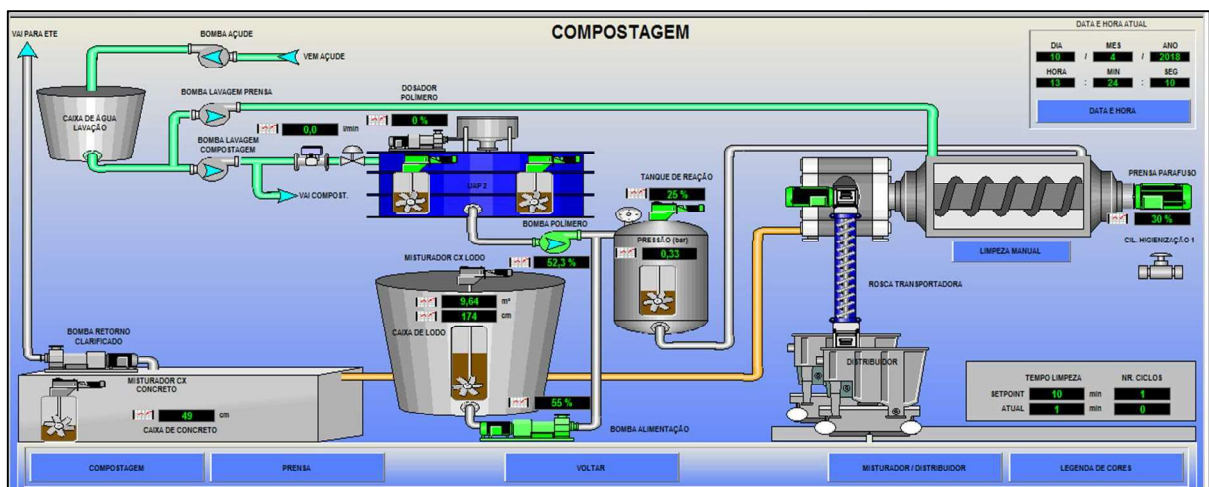 COMPOSTAGEM
DATA E HORA ATUAL
DIA MES ANO
10 / 4 / 2018
HORA MIN SEG
13 : 24 : 10
DATA E HORA
VAI PARA ETE
BOMBA AÇUDE
VEM AÇUDE
CAIXA DE ÁGUA
LAVAÇÃO
BOMBA LAVAGEM PRENSA
DOSADOR
POLÍMERO
0 %
0,0 l/min
BOMBA LAVAGEM
COMPOSTAGEM
VAI COMPOST.
UAP 2
TANQUE DE REAÇÃO
25 %
PRENSA PARAFUSO
30 %
BOMBA POLÍMERO
52,3 %
PRESSÃO (bar)
0,33
LIMPEZA MANUAL
CIL. HIGIENIZAÇÃO 1
MISTURADOR CX LODO
9,64 m³
174 cm
CAIXA DE LODO
ROSCA TRANSPORTADORA
BOMBA RETORNO
CLARIFICADO
DISTRIBUIDOR
MISTURADOR CX
CONCRETO
49 cm
CAIXA DE CONCRETO
55 %
BOMBA ALIMENTAÇÃO
TEMPO LIMPEZA NR. CICLOS
SETPOINT 10 min 1
ATUAL 1 min 0
COMPOSTAGEM
PRENSA
VOLTAR
MISTURADOR / DISTRIBUIDOR
LEGENDA DE CORES